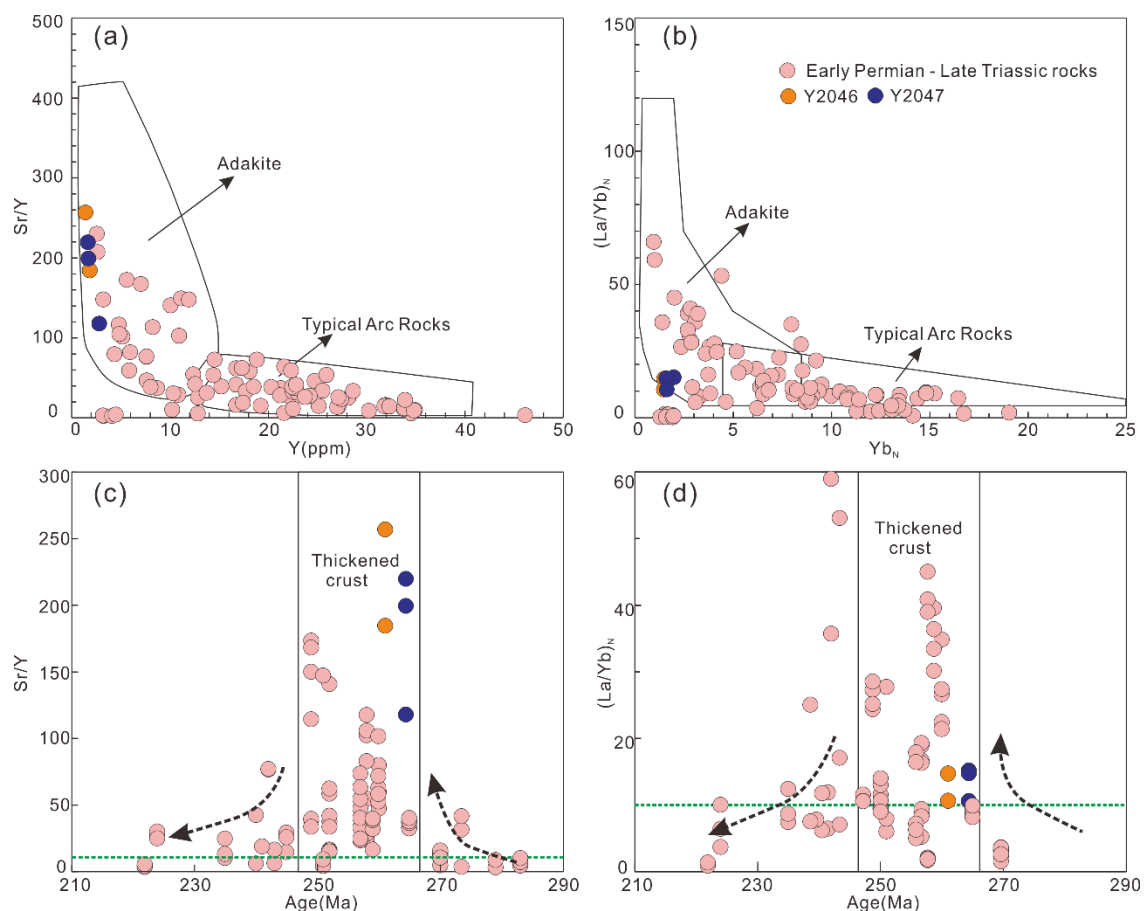 (a)
500
400
300
200
100
0
Sr/Y
0
10
20
30
40
50
Y(ppm)
Adakite
Typical Arc Rocks
(b)
150
100
50
0
(La/Yb)N
0
5
10
15
20
25
YbN
Early Permian - Late Triassic rocks
Y2046 Y2047
Adakite
Typical Arc Rocks
(c)
300
250
200
150
100
50
0
Sr/Y
210
230
250
270
290
Age(Ma)
Thickened
crust
(d)
60
40
20
0
(La/Yb)N
210
230
250
270
290
Age(Ma)
Thickened
crust